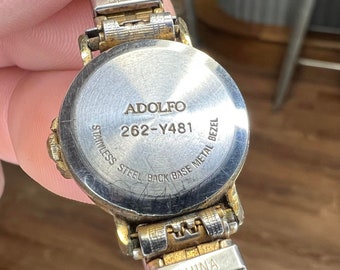 ADOLFO
262-Y481
STAINLESS STEEL BACK BASE METAL BEZEL